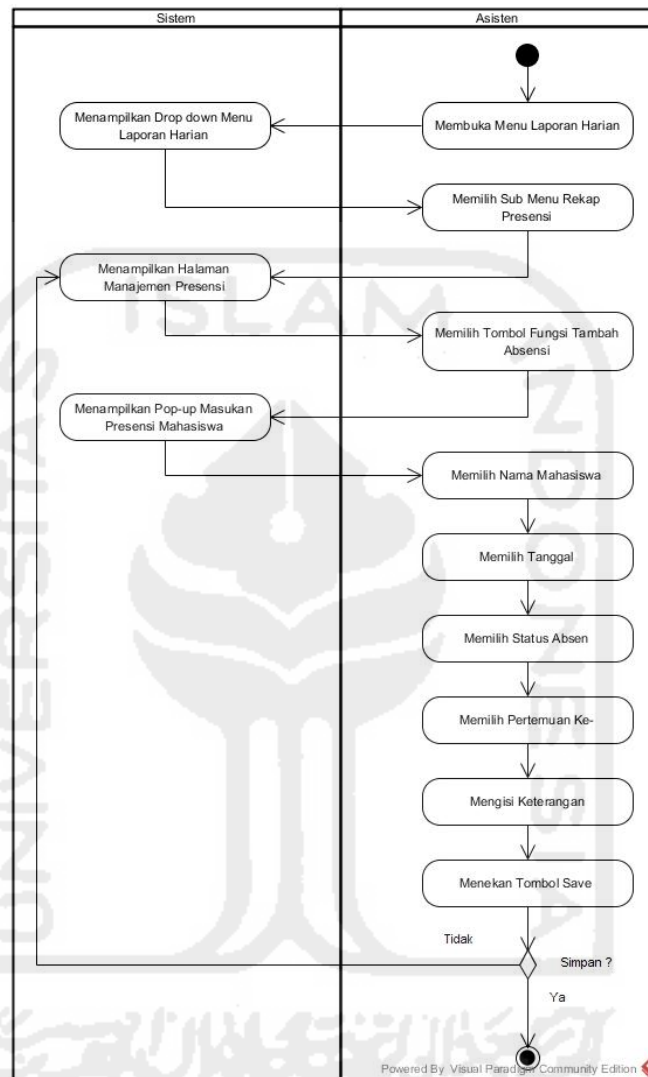 Sistem
Asisten
Membuka Menu Laporan Harian
Menampilkan Drop down Menu
Laporan Harian
Memilih Sub Menu Rekap
Presensi
Menampilkan Halaman
Manajemen Presensi
Memilih Tombol Fungsi Tambah
Absensi
Menampilkan Pop-up Masukan
Presensi Mahasiswa
Memilih Nama Mahasiswa
Memilih Tanggal
Memilih Status Absen
Memilih Pertemuan Ke-
Mengisi Keterangan
Menekan Tombol Save
Tidak
Simpan ?
Ya
Powered By Visual Paradigm Community Edition
ISLAM
UNIVERSITAS
INDONESIA